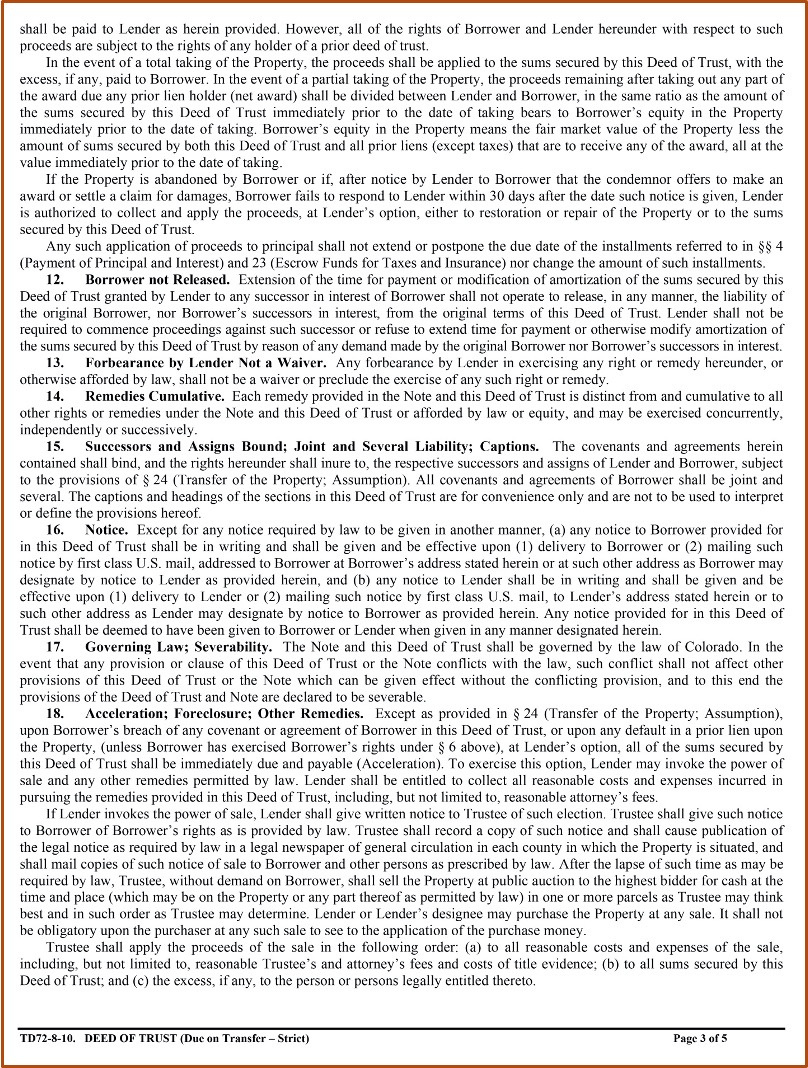 shall be paid to Lender as herein provided. However, all of the rights of Borrower and Lender hereunder with respect to such
proceeds are subject to the rights of any holder of a prior deed of trust.
In the event of a total taking of the Property, the proceeds shall be applied to the sums secured by this Deed of Trust, with the
excess, if any, paid to Borrower. In the event of a partial taking of the Property, the proceeds remaining after taking out any part of
the award due any prior lien holder (net award) shall be divided between Lender and Borrower, in the same ratio as the amount of
the sums secured by this Deed of Trust immediately prior to the date of taking bears to Borrower's equity in the Property
immediately prior to the date of taking. Borrower's equity in the Property means the fair market value of the Property less the
amount of sums secured by both this Deed of Trust and all prior liens (except taxes) that are to receive any of the award, all at the
value immediately prior to the date of taking.
If the Property is abandoned by Borrower or if, after notice by Lender to Borrower that the condemnor offers to make an
award or settle a claim for damages, Borrower fails to respond to Lender within 30 days after the date such notice is given, Lender
is authorized to collect and apply the proceeds, at Lender's option, either to restoration or repair of the Property or to the sums
secured by this Deed of Trust.
Any such application of proceeds to principal shall not extend or postpone the due date of the installments referred to in §§ 4
(Payment of Principal and Interest) and 23 (Escrow Funds for Taxes and Insurance) nor change the amount of such installments.
12. Borrower not Released. Extension of the time for payment or modification of amortization of the sums secured by this
Deed of Trust granted by Lender to any successor in interest of Borrower shall not operate to release, in any manner, the liability of
the original Borrower, nor Borrower's successors in interest, from the original terms of this Deed of Trust. Lender shall not be
required to commence proceedings against such successor or refuse to extend time for payment or otherwise modify amortization of
the sums secured by this Deed of Trust by reason of any demand made by the original Borrower nor Borrower's successors in interest.
13. Forbearance by Lender Not a Waiver. Any forbearance by Lender in exercising any right or remedy hereunder, or
otherwise afforded by law, shall not be a waiver or preclude the exercise of any such right or remedy.
14. Remedies Cumulative. Each remedy provided in the Note and this Deed of Trust is distinct from and cumulative to all
other rights or remedies under the Note and this Deed of Trust or afforded by law or equity, and may be exercised concurrently,
independently or successively.
15. Successors and Assigns Bound; Joint and Several Liability; Captions. The covenants and agreements herein
contained shall bind, and the rights hereunder shall inure to, the respective successors and assigns of Lender and Borrower, subject
to the provisions of § 24 (Transfer of the Property; Assumption). All covenants and agreements of Borrower shall be joint and
several. The captions and headings of the sections in this Deed of Trust are for convenience only and are not to be used to interpret
or define the provisions hereof.
16. Notice. Except for any notice required by law to be given in another manner, (a) any notice to Borrower provided for
in this Deed of Trust shall be in writing and shall be given and be effective upon (1) delivery to Borrower or (2) mailing such
notice by first class U.S. mail, addressed to Borrower at Borrower's address stated herein or at such other address as Borrower may
designate by notice to Lender as provided herein, and (b) any notice to Lender shall be in writing and shall be given and be
effective upon (1) delivery to Lender or (2) mailing such notice by first class U.S. mail, to Lender's address stated herein or to
such other address as Lender may designate by notice to Borrower as provided herein. Any notice provided for in this Deed of
Trust shall be deemed to have been given to Borrower or Lender when given in any manner designated herein.
17. Governing Law; Severability. The Note and this Deed of Trust shall be governed by the law of Colorado. In the
event that any provision or clause of this Deed of Trust or the Note conflicts with the law, such conflict shall not affect other
provisions of this Deed of Trust or the Note which can be given effect without the conflicting provision, and to this end the
provisions of the Deed of Trust and Note are declared to be severable.
18. Acceleration; Foreclosure; Other Remedies. Except as provided in § 24 (Transfer of the Property; Assumption),
upon Borrower's breach of any covenant or agreement of Borrower in this Deed of Trust, or upon any default in a prior lien upon
the Property, (unless Borrower has exercised Borrower's rights under § 6 above), at Lender's option, all of the sums secured by
this Deed of Trust shall be immediately due and payable (Acceleration). To exercise this option, Lender may invoke the power of
sale and any other remedies permitted by law. Lender shall be entitled to collect all reasonable costs and expenses incurred in
pursuing the remedies provided in this Deed of Trust, including, but not limited to, reasonable attorney's fees.
If Lender invokes the power of sale, Lender shall give written notice to Trustee of such election. Trustee shall give such notice
to Borrower of Borrower's rights as is provided by law. Trustee shall record a copy of such notice and shall cause publication of
the legal notice as required by law in a legal newspaper of general circulation in each county in which the Property is situated, and
shall mail copies of such notice of sale to Borrower and other persons as prescribed by law. After the lapse of such time as may be
required by law, Trustee, without demand on Borrower, shall sell the Property at public auction to the highest bidder for cash at the
time and place (which may be on the Property or any part thereof as permitted by law) in one or more parcels as Trustee may think
best and in such order as Trustee may determine. Lender or Lender's designee may purchase the Property at any sale. It shall not
be obligatory upon the purchaser at any such sale to see to the application of the purchase money.
Trustee shall apply the proceeds of the sale in the following order: (a) to all reasonable costs and expenses of the sale,
including, but not limited to, reasonable Trustee's and attorney's fees and costs of title evidence; (b) to all sums secured by this
Deed of Trust; and (c) the excess, if any, to the person or persons legally entitled thereto.
TD72-8-10. DEED OF TRUST (Due on Transfer – Strict) Page 3 of 5